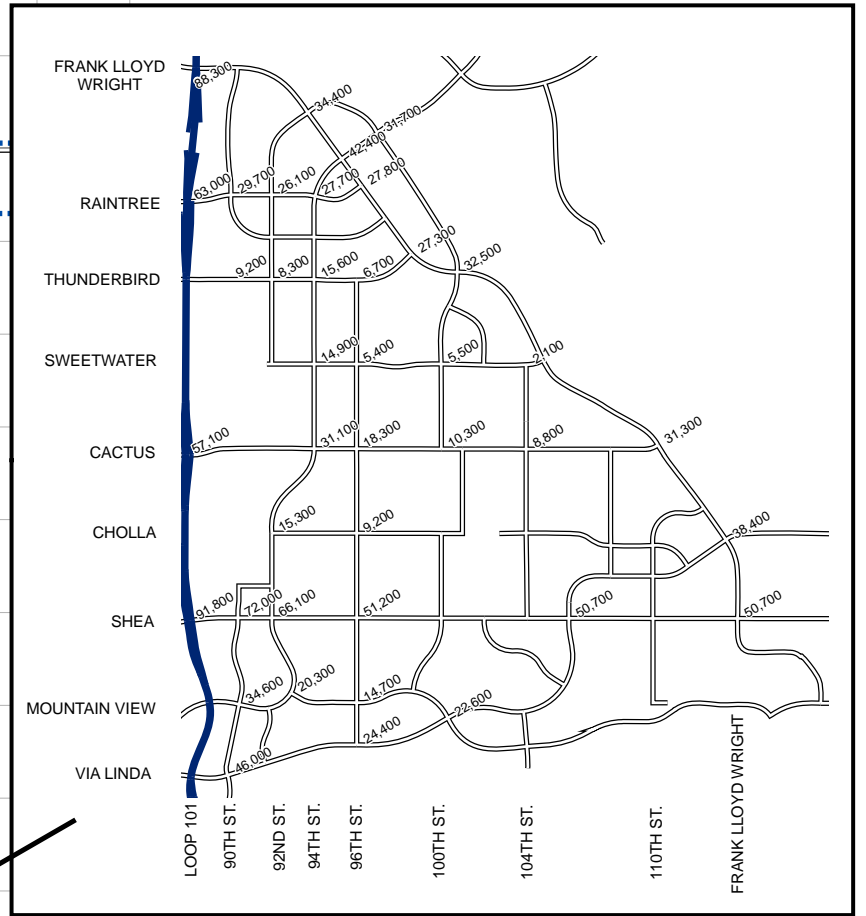 FRANK LLOYD
WRIGHT
88,300
34,400
31,700
42,400
RAINTREE
63,000
29,700
26,100
27,700
27,800
27,300
32,500
THUNDERBIRD
9,200
8,300
15,600
6,700
SWEETWATER
14,900
5,400
5,500
2,100
CACTUS
57,100
31,100
18,300
10,300
8,800
31,300
CHOLLA
15,300
9,200
38,400
SHEA
91,800
72,000
66,100
51,200
50,700
50,700
MOUNTAIN VIEW
34,600
20,300
14,700
22,600
VIA LINDA
46,000
24,400
LOOP 101
90TH ST.
92ND ST.
94TH ST.
96TH ST.
100TH ST.
104TH ST.
110TH ST.
FRANK LLOYD WRIGHT